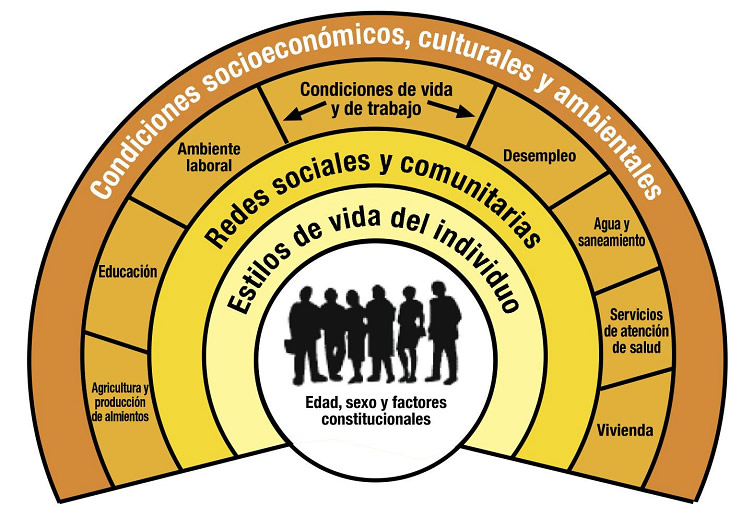 Condiciones socioeconómicos, culturales y ambientales
Condiciones de vida
y de trabajo
Ambiente
laboral
Desempleo
Redes sociales y comunitarias
Agua y
saneamiento
Estilos de vida del individuo
Educación
Servicios
de atención
de salud
Agricultura y
producción
de almientos
Edad, sexo y factores
constitucionales
Vivienda